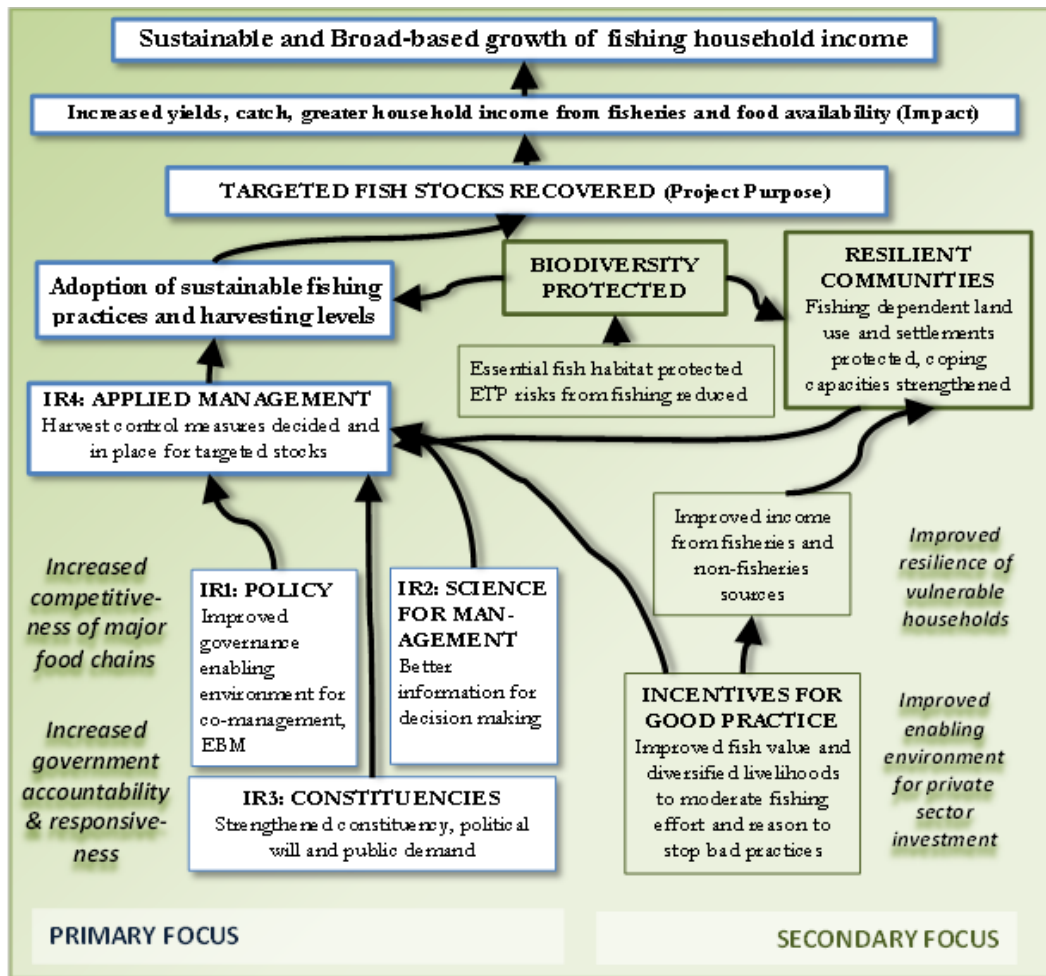 Sustainable and Broad-based growth of fishing household income
Increased yields, catch, greater household income from fisheries and food availability (Impact)
TARGETED FISH STOCKS RECOVERED (Project Purpose)
Adoption of sustainable fishing
practices and harvesting levels
BIODIVERSITY
PROTECTED
RESILIENT
COMMUNITIES
Fishing dependent land
use and settlements
protected, coping
capacities strengthened
Essential fish habitat protected
ETP risks from fishing reduced
IR4: APPLIED MANAGEMENT
Harvest control measures decided and
in place for targeted stocks
Improved income
from fisheries and
non-fisheries
sources
Improved
resilience of
vulnerable
households
Increased
competitive-
ness of major
food chains
IR1: POLICY
Improved
governance
enabling
environment for
co-management,
EBM
IR2: SCIENCE
FOR MAN-
AGEMENT
Better
information for
decision making
INCENTIVES FOR
GOOD PRACTICE
Improved fish value and
diversified livelihoods
to moderate fishing
effort and reason to
stop bad practices
Improved
enabling
environment
for private
sector
investment
Increased
government
accountability
& responsive-
ness
IR3: CONSTITUENCIES
Strengthened constituency, political
will and public demand
PRIMARY FOCUS
SECONDARY FOCUS